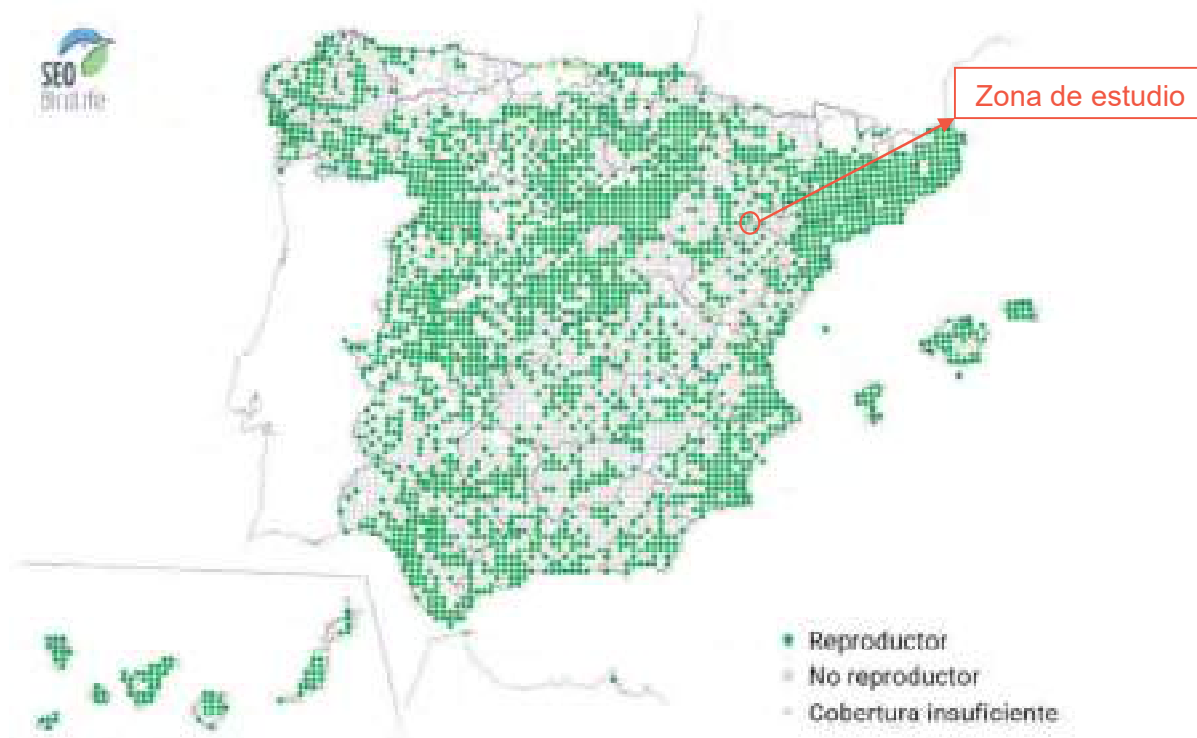 SEO
BirdLife
Zona de estudio
Reproductor
No reproductor
Cobertura insuficiente